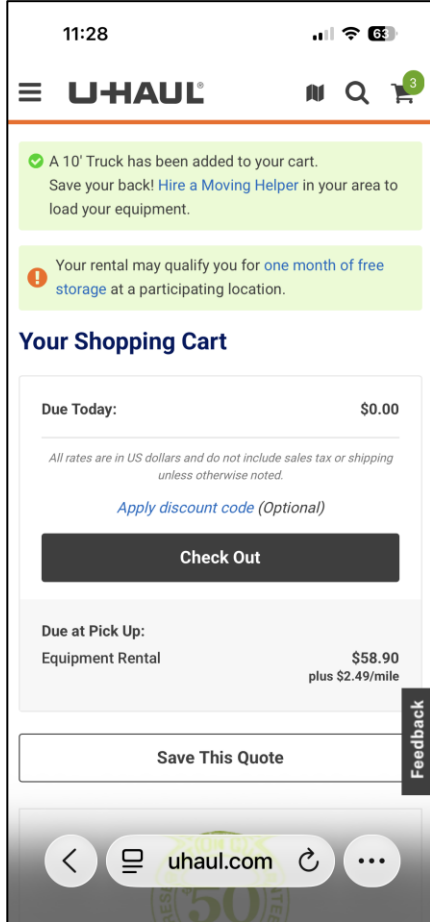 11:28
63
U-HAUL®
3
A 10' Truck has been added to your cart.
Save your back! Hire a Moving Helper in your area to
load your equipment.
Your rental may qualify you for one month of free
storage at a participating location.
Your Shopping Cart
Due Today: $0.00
All rates are in US dollars and do not include sales tax or shipping
unless otherwise noted.
Apply discount code (Optional)
Check Out
Due at Pick Up:
Equipment Rental $58.90
plus $2.49/mile
Feedback
Save This Quote
uhaul.com
50